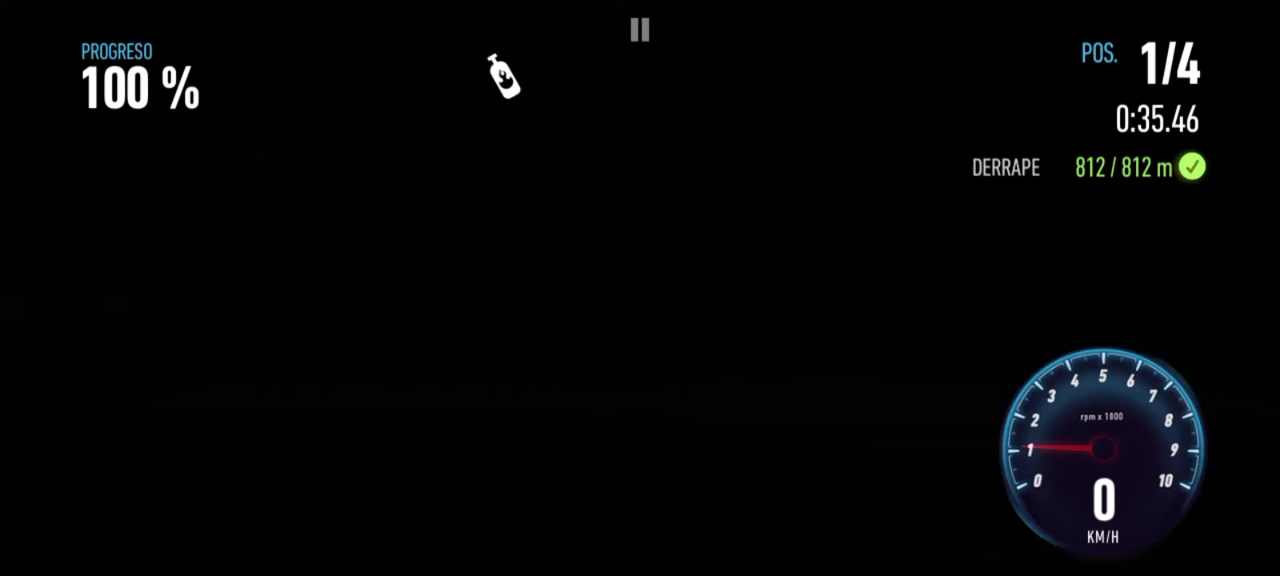 PROGRESO
100 %
POS. 1/4
0:35.46
DERRAPE 812 / 812 m
0 1 2 3 4 5 6 7 8 9 10
rpm x 1000
0
KM/H